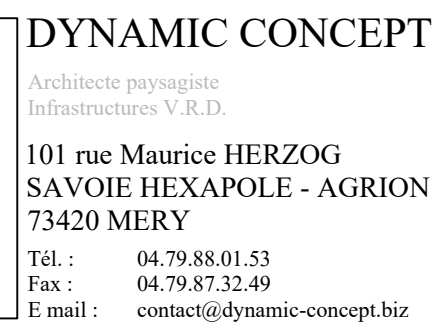 DYNAMIC CONCEPT
Architecte paysagiste
Infrastructures V.R.D.
101 rue Maurice HERZOG
SAVOIE HEXAPOLE - AGRION
73420 MERY
Tél. : 04.79.88.01.53
Fax : 04.79.87.32.49
E mail : contact@dynamic-concept.biz